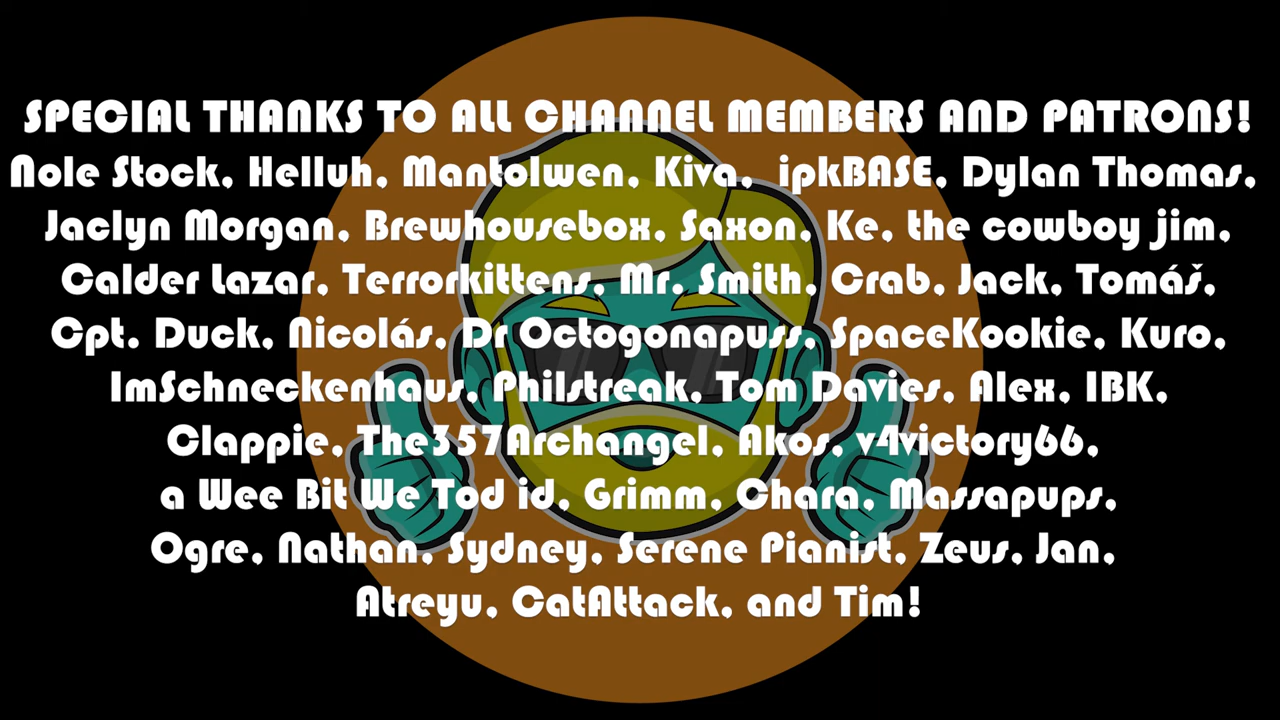 SPECIAL THANKS TO ALL CHANNEL MEMBERS AND PATRONS!
Nole Stock, Helluh, Mantolwen, Kiva, ipkBASE, Dylan Thomas,
Jaclyn Morgan, Brewhousebox, Saxon, Ke, the cowboy jim,
Calder Lazar, Terrorkittens, Mr. Smith, Crab, Jack, Tomáš,
Cpt. Duck, Nicolás, Dr Octogonapuss, SpaceKookie, Kuro,
ImSchneckenhaus, Philstreak, Tom Davies, Alex, IBK,
Clappie, The357Archangel, Akos, v4victory66,
a Wee Bit We Tod id, Grimm, Chara, Massapups,
Ogre, Nathan, Sydney, Serene Pianist, Zeus, Jan,
Atreyu, CatAttack, and Tim!